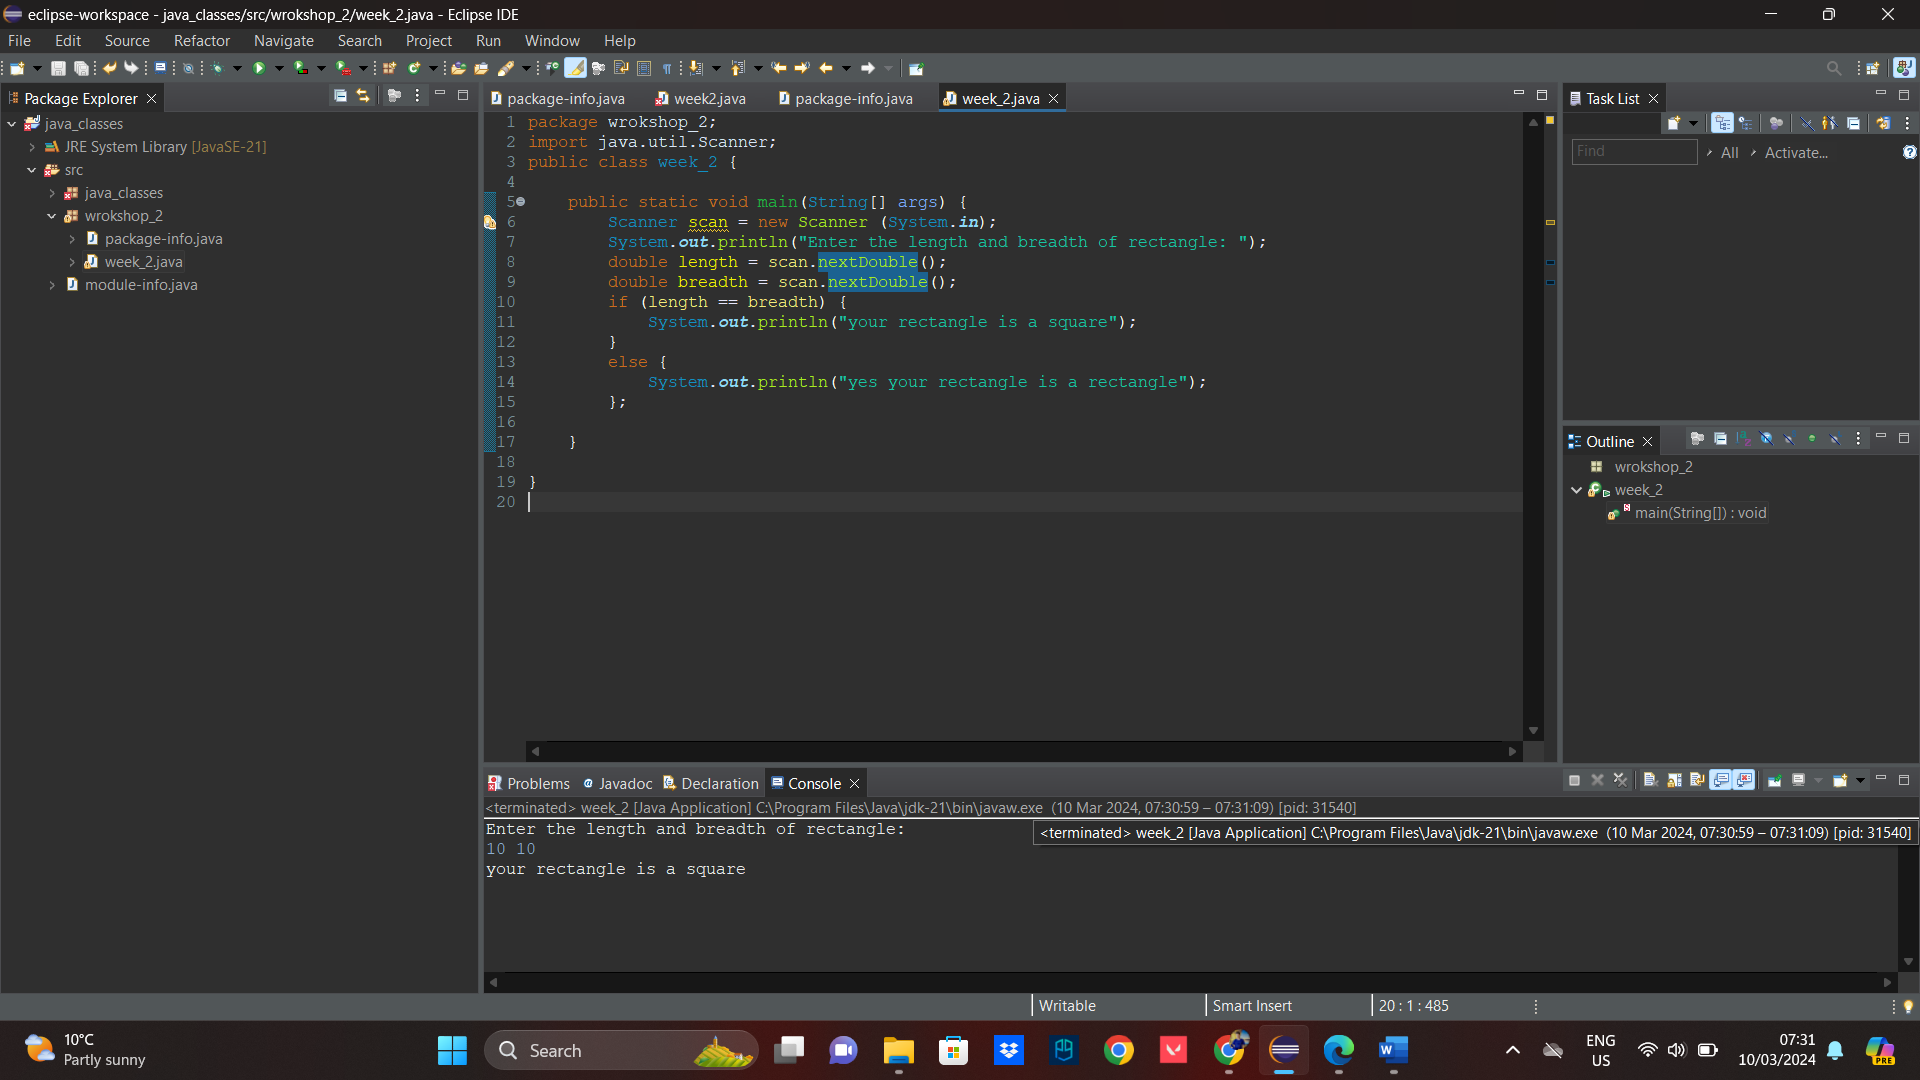 eclipse-workspace - java_classes/src/wrokshop_2/week_2.java - Eclipse IDE
File Edit Source Refactor Navigate Search Project Run Window Help
Package Explorer
java_classes
JRE System Library [JavaSE-21]
src
java_classes
wrokshop_2
package-info.java
week_2.java
module-info.java
package-info.java week2.java package-info.java week_2.java
1 package wrokshop_2;
2 import java.util.Scanner;
3 public class week_2 {
4
5 public static void main(String[] args) {
6 Scanner scan = new Scanner (System.in);
7 System.out.println("Enter the length and breadth of rectangle: ");
8 double length = scan.nextDouble();
9 double breadth = scan.nextDouble();
10 if (length == breadth) {
11 System.out.println("your rectangle is a square");
12 }
13 else {
14 System.out.println("yes your rectangle is a rectangle");
15 };
16
17 }
18
19 }
20
Task List
Find All Activate...
Outline
wrokshop_2
week_2
main(String[]) : void
Problems Javadoc Declaration Console
<terminated> week_2 [Java Application] C:\Program Files\Java\jdk-21\bin\javaw.exe (10 Mar 2024, 07:30:59 – 07:31:09) [pid: 31540]
Enter the length and breadth of rectangle:
<terminated> week_2 [Java Application] C:\Program Files\Java\jdk-21\bin\javaw.exe (10 Mar 2024, 07:30:59 – 07:31:09) [pid: 31540]
10 10
your rectangle is a square
Writable Smart Insert 20 : 1 : 485
10°C
Partly sunny
Search
ENG
US
07:31
10/03/2024
PRE